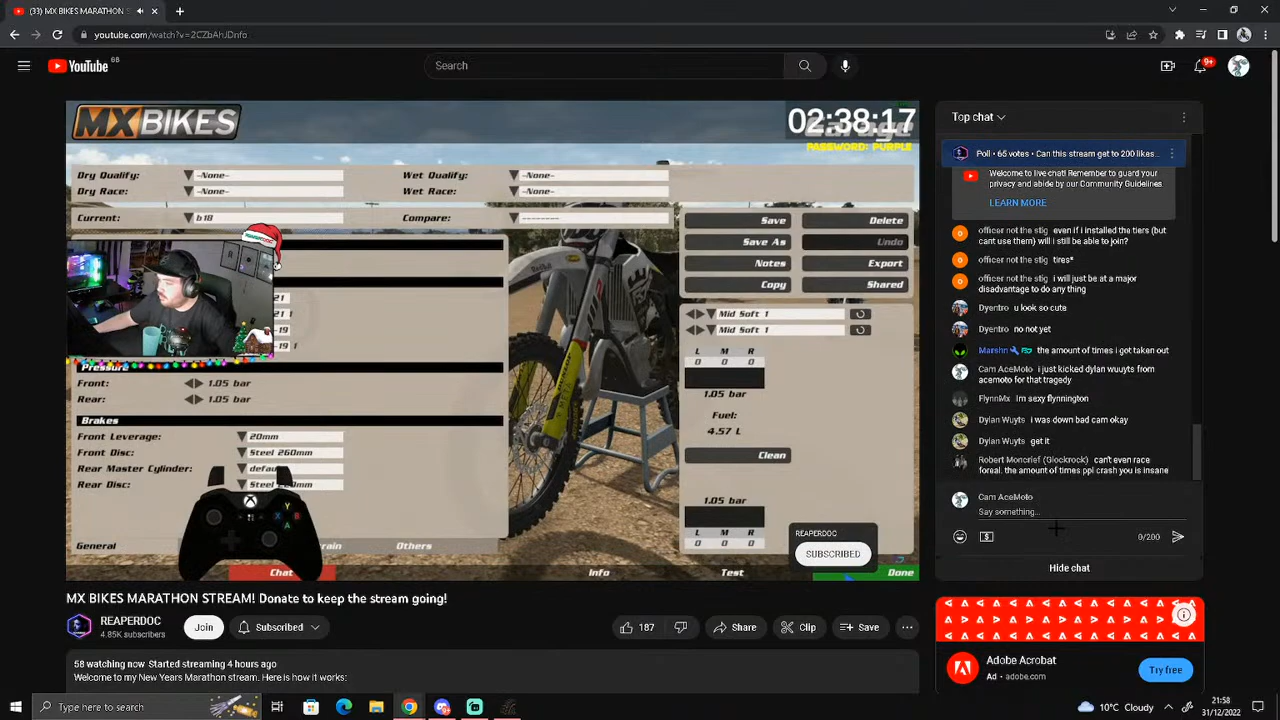 (33) MX BIKES MARATHON S
youtube.com/watch?v=2CZbAhJDnfo
YouTube GB
Search
9+
MX BIKES
02:38:17
Garage
PASSWORD: PURPLE
Dry Qualify: -None-
Wet Qualify: -None-
Dry Race: -None-
Wet Race: -None-
Current: b18
Compare:
Save
Delete
Save As
Undo
Notes
Export
Copy
Shared
Mid Soft 1
Mid Soft 1
L M R
0 0 0
1.05 bar
Fuel:
4.57 L
Clean
1.05 bar
L M R
0 0 0
Pressure
Front: 1.05 bar
Rear: 1.05 bar
Brakes
Front Leverage: 20mm
Front Disc: Steel 260mm
Rear Master Cylinder:
Rear Disc:
General
Others
Chat
Info
Test
Done
REAPERDOC
SUBSCRIBED
Y
X B
A
MX BIKES MARATHON STREAM! Donate to keep the stream going!
REAPERDOC
4.85K subscribers
Join
Subscribed
187
Share
Clip
Save
58 watching now Started streaming 4 hours ago
Welcome to my New Years Marathon stream. Here is how it works:
Top chat
Poll • 65 votes • Can this stream get to 200 likes...
Welcome to live chat! Remember to guard your
privacy and abide by our Community Guidelines
LEARN MORE
officer not the stig even if i installed the tiers (but
cant use them) will i still be able to join?
officer not the stig tires*
officer not the stig i will just be at a major
disadvantage to do any thing
Dyentro u look so cute
Dyentro no not yet
Marshn the amount of times i got taken out
Cam AceMoto i just kicked dylan wuuyts from
acemoto for that tragedy
FlynnMx Im sexy flynnington
Dylan Wuyts i was down bad cam okay
Dylan Wuyts get it
Robert Moncrief (Glockrock) can't even race
foreal. the amount of times ppl crash you is insane
Cam AceMoto
Say something...
0/200
Hide chat
Adobe Acrobat
Ad • adobe.com
Try free
Type here to search
10°C Cloudy
21:58
31/12/2022